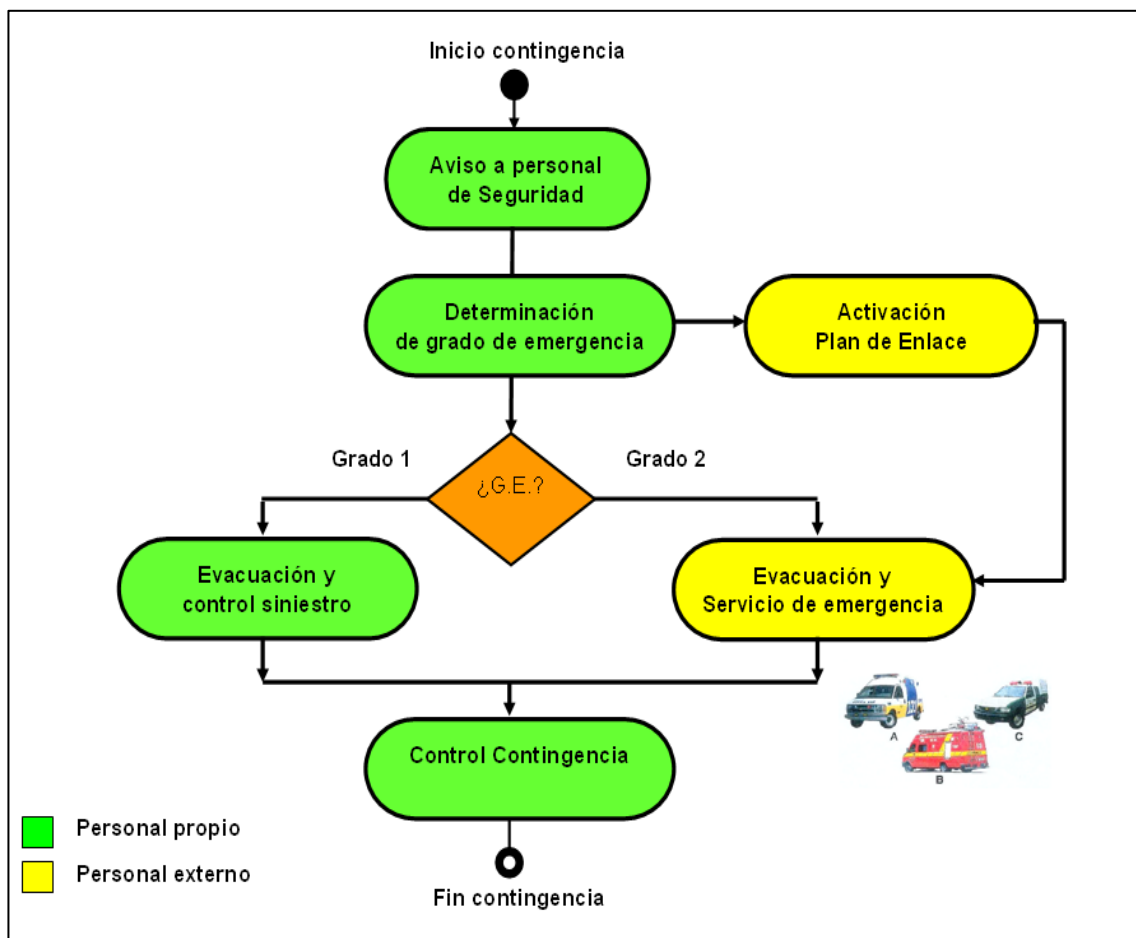 Inicio contingencia
Aviso a personal
de Seguridad
Determinación
de grado de emergencia
Activación
Plan de Enlace
Grado 1
Grado 2
¿G.E.?
Evacuación y
control siniestro
Evacuación y
Servicio de emergencia
A
C
B
Control Contingencia
Personal propio
Personal externo
Fin contingencia